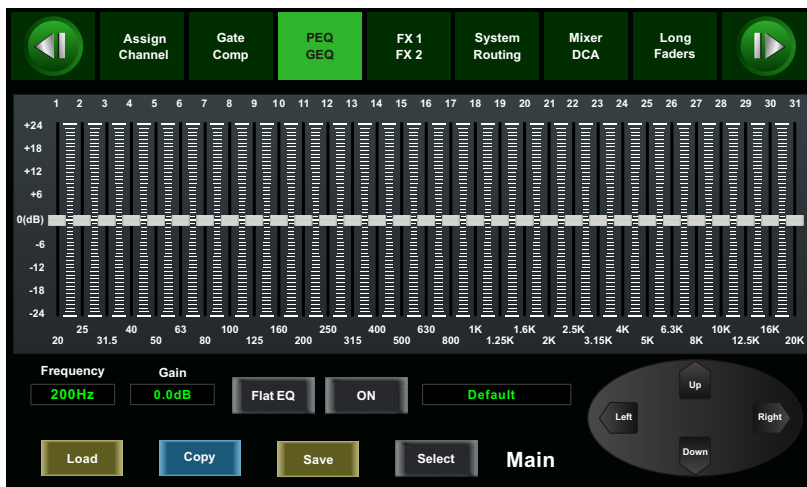 Assign Channel
Gate Comp
PEQ GEQ
FX 1 FX 2
System Routing
Mixer DCA
Long Faders
1 2 3 4 5 6 7 8 9 10 11 12 13 14 15 16 17 18 19 20 21 22 23 24 25 26 27 28 29 30 31
+24
+18
+12
+6
0(dB)
-6
-12
-18
-24
25 40 63 100 160 250 400 630 1K 1.6K 2.5K 4K 6.3K 10K 16K
20 31.5 50 80 125 200 315 500 800 1.25K 2K 3.15K 5K 8K 12.5K 20K
Frequency Gain
200Hz 0.0dB Flat EQ ON Default
Up
Left Right
Down
Load Copy Save Select Main